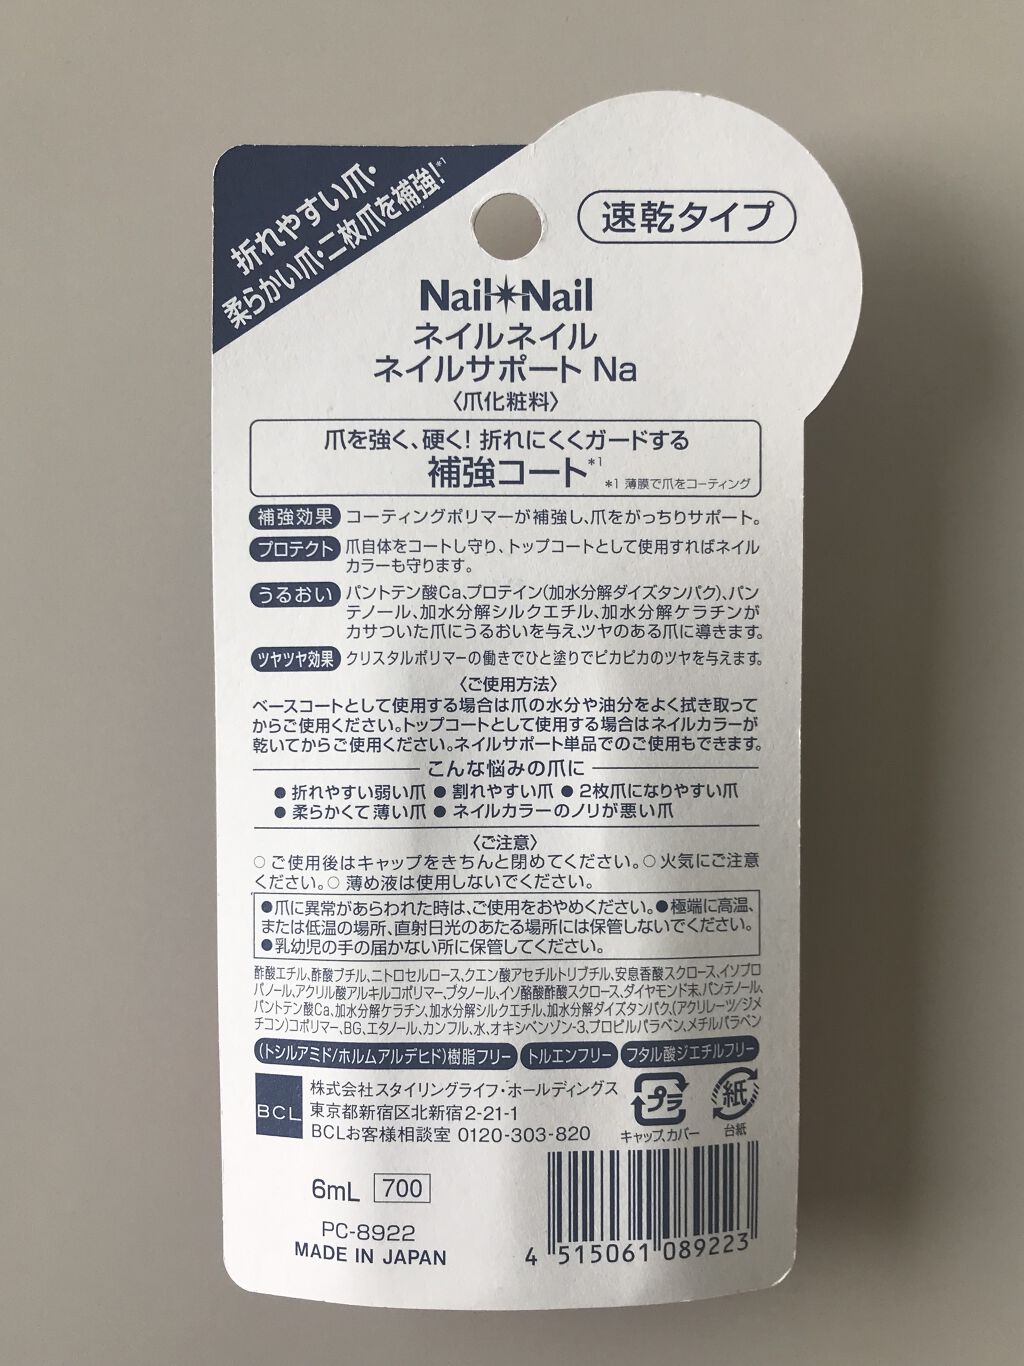 折れやすい爪・
柔らかい爪・二枚爪を補強!*1
速乾タイプ
Nail Nail
ネイルネイル
ネイルサポート Na
〈爪化粧料〉
爪を強く、硬く! 折れにくくガードする
補強コート*1
*1 薄膜で爪をコーティング
補強効果 コーティングポリマーが補強し、爪をがっちりサポート。
プロテクト 爪自体をコートし守り、トップコートとして使用すればネイル
カラーも守ります。
うるおい パントテン酸Ca、プロテイン(加水分解ダイズタンパク)、パン
テノール、加水分解シルクエチル、加水分解ケラチンが
カサついた爪にうるおいを与え、ツヤのある爪に導きます。
ツヤツヤ効果 クリスタルポリマーの働きでひと塗りでピカピカのツヤを与えます。
〈ご使用方法〉
ベースコートとして使用する場合は爪の水分や油分をよく拭き取って
からご使用ください。トップコートとして使用する場合はネイルカラーが
乾いてからご使用ください。ネイルサポート単品でのご使用もできます。
こんな悩みの爪に
● 折れやすい弱い爪 ● 割れやすい爪 ● 2枚爪になりやすい爪
● 柔らかくて薄い爪 ● ネイルカラーのノリが悪い爪
〈ご注意〉
○ ご使用後はキャップをきちんと閉めてください。○ 火気にご注意
ください。○ 薄め液は使用しないでください。
●爪に異常があらわれた時は、ご使用をおやめください。●極端に高温、
または低温の場所、直射日光のあたる場所には保管しないでください。
●乳幼児の手の届かない所に保管してください。
酢酸エチル、酢酸ブチル、ニトロセルロース、クエン酸アセチルトリブチル、安息香酸スクロース、イソプロ
パノール、アクリル酸アルキルコポリマー、ブタノール、イソ酪酸酢酸スクロース、ダイヤモンド末、パンテノール、
パントテン酸Ca、加水分解ケラチン、加水分解シルクエチル、加水分解ダイズタンパク、(アクリレーツ/ジメ
チコン)コポリマー、BG、エタノール、カンフル、水、オキシベンゾン-3、プロピルパラベン、メチルパラベン
(トシルアミド/ホルムアルデヒド)樹脂フリー トルエンフリー フタル酸ジエチルフリー
BCL
株式会社スタイリングライフ・ホールディングス
東京都新宿区北新宿2-21-1
BCLお客様相談室 0120-303-820
プラ
キャップ、カバー
紙
台紙
6mL 700
PC-8922
MADE IN JAPAN
4 515061 089223